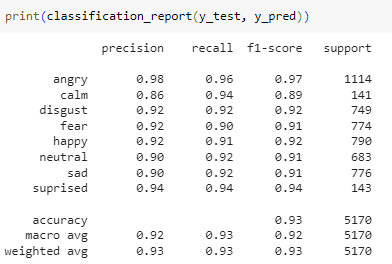 print(classification_report(y_test, y_pred))
precision recall f1-score support
angry 0.98 0.96 0.97 1114
calm 0.86 0.94 0.89 141
disgust 0.92 0.92 0.92 749
fear 0.92 0.90 0.91 774
happy 0.92 0.91 0.92 790
neutral 0.90 0.92 0.91 683
sad 0.90 0.92 0.91 776
suprised 0.94 0.94 0.94 143
accuracy 0.93 5170
macro avg 0.92 0.93 0.92 5170
weighted avg 0.93 0.93 0.93 5170